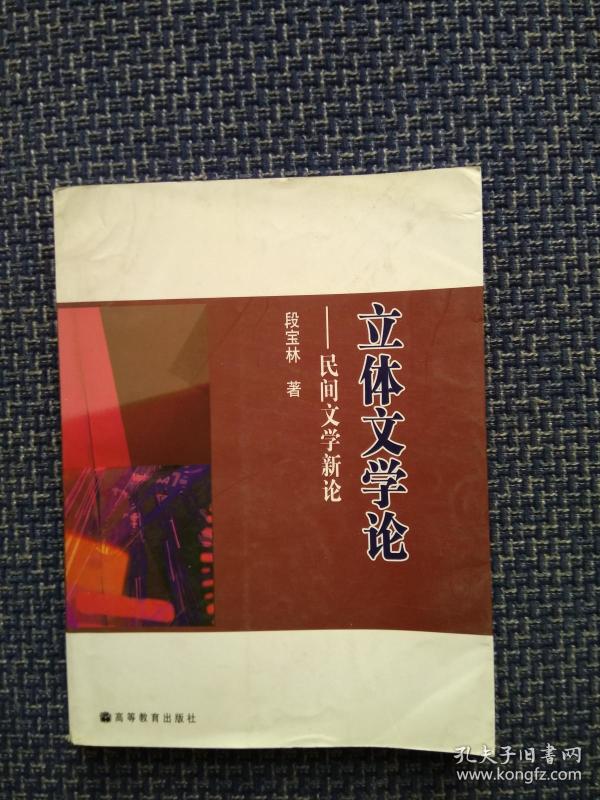 立体文学论
——民间文学新论
段宝林 著
高等教育出版社
孔夫子旧书网
www.kongfz.com